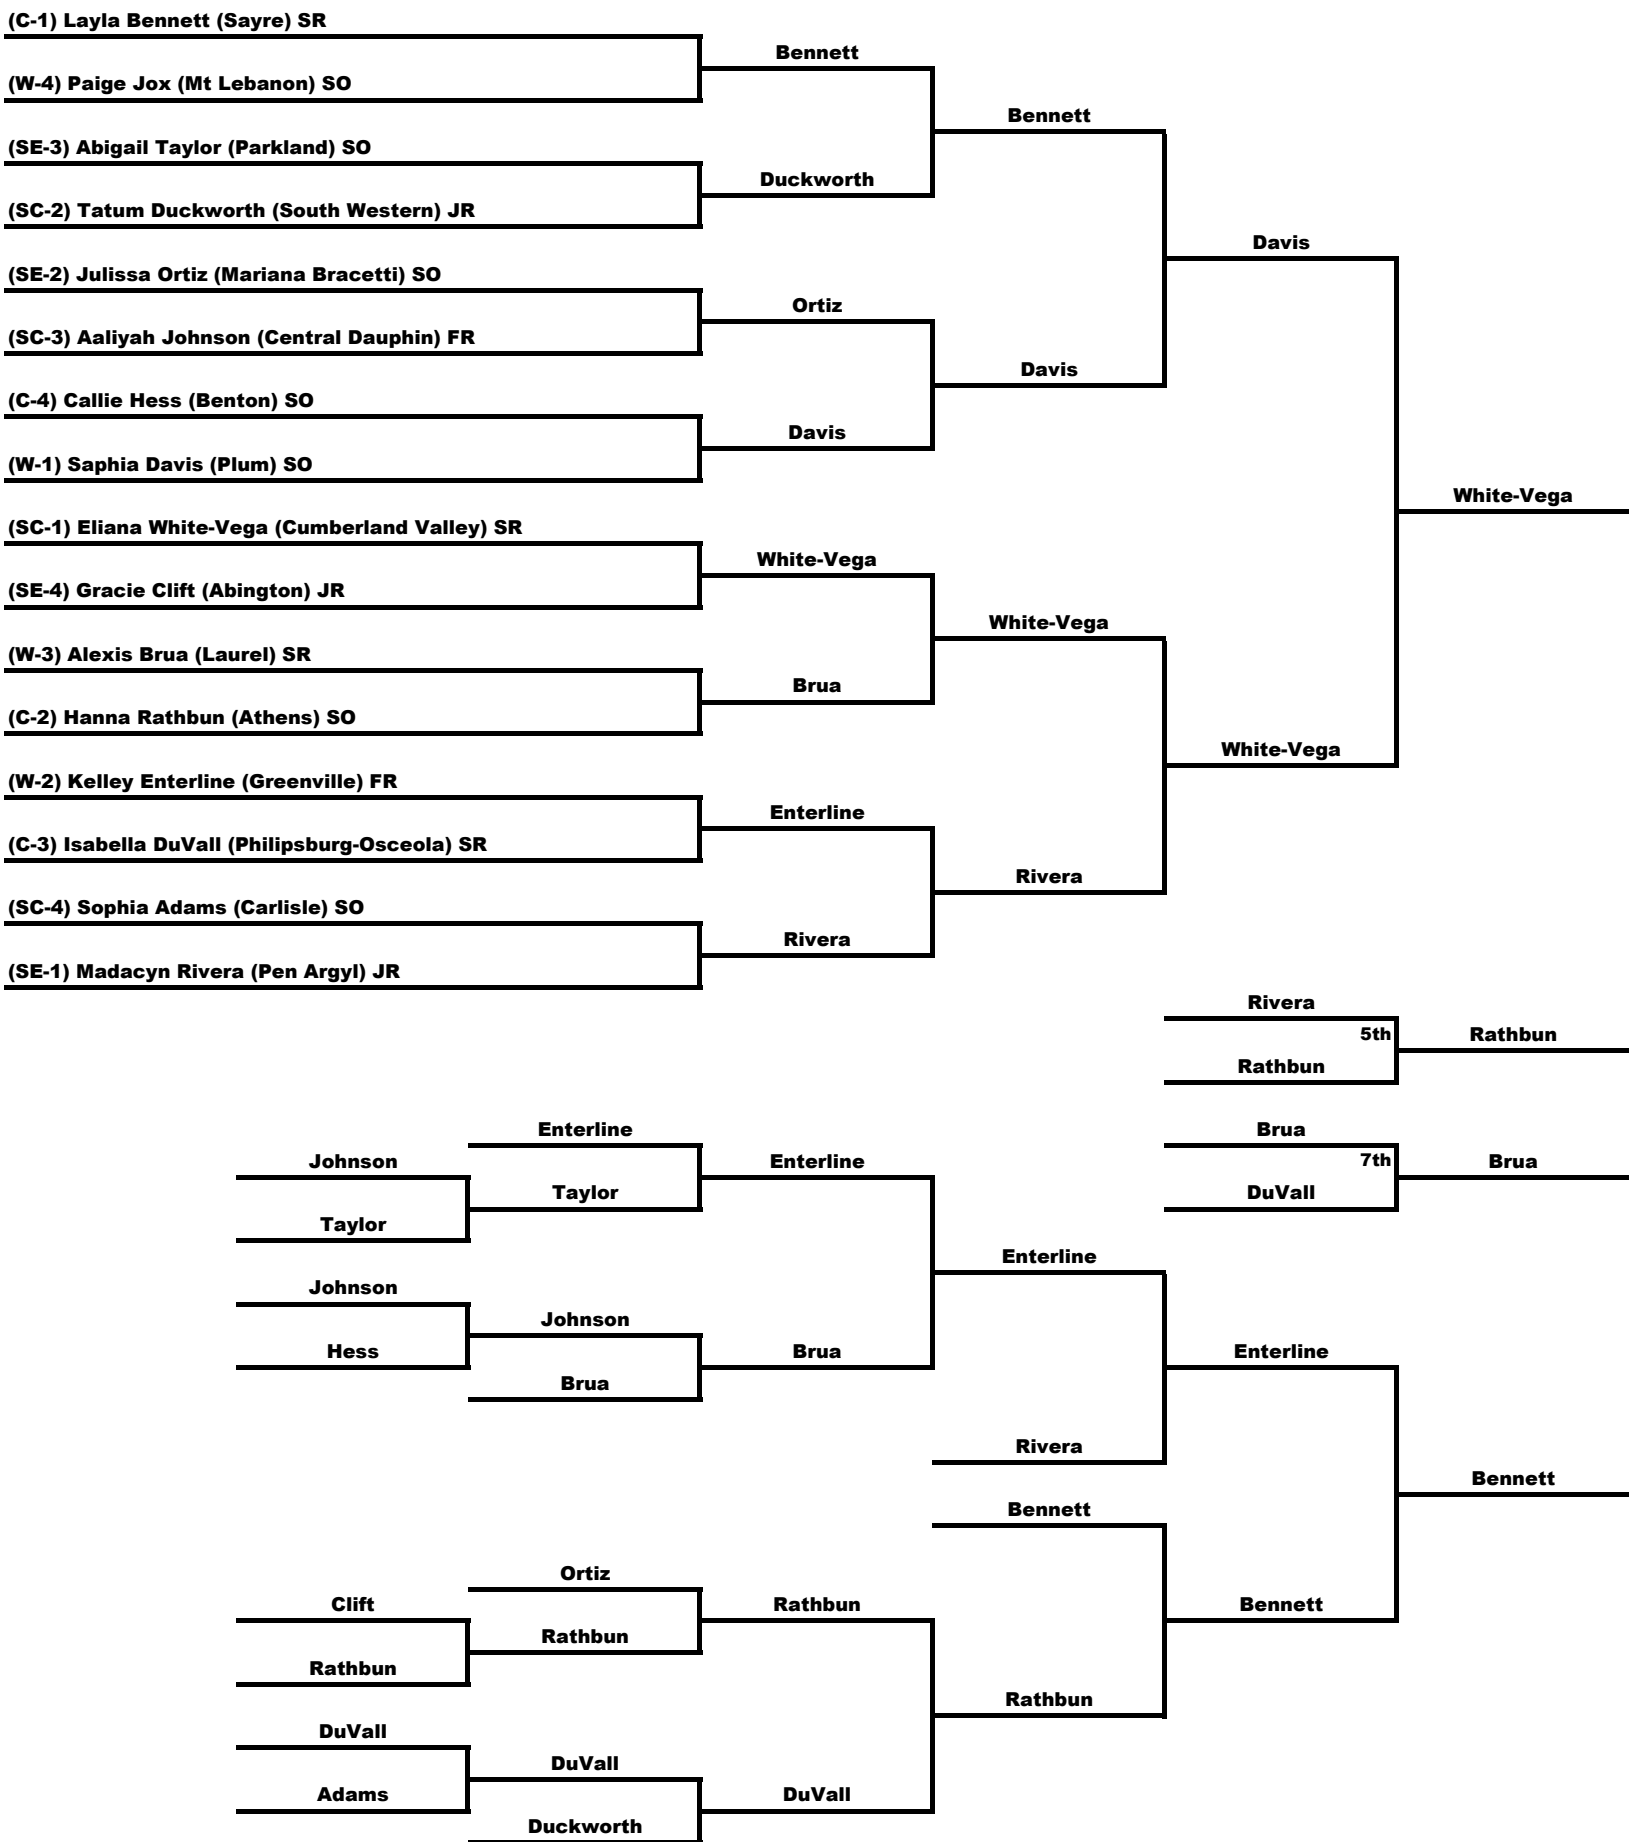 (C-1) Layla Bennett (Sayre) SR
Bennett
(W-4) Paige Jox (Mt Lebanon) SO
Bennett
(SE-3) Abigail Taylor (Parkland) SO
Duckworth
(SC-2) Tatum Duckworth (South Western) JR
Davis
(SE-2) Julissa Ortiz (Mariana Bracetti) SO
Ortiz
(SC-3) Aaliyah Johnson (Central Dauphin) FR
Davis
(C-4) Callie Hess (Benton) SO
Davis
(W-1) Saphia Davis (Plum) SO
White-Vega
(SC-1) Eliana White-Vega (Cumberland Valley) SR
White-Vega
(SE-4) Gracie Clift (Abington) JR
White-Vega
(W-3) Alexis Brua (Laurel) SR
Brua
(C-2) Hanna Rathbun (Athens) SO
White-Vega
(W-2) Kelley Enterline (Greenville) FR
Enterline
(C-3) Isabella DuVall (Philipsburg-Osceola) SR
Rivera
(SC-4) Sophia Adams (Carlisle) SO
Rivera
(SE-1) Madacyn Rivera (Pen Argyl) JR
Rivera
5th
Rathbun
Rathbun
Enterline
Brua
Johnson
Enterline
7th
Brua
Taylor
DuVall
Taylor
Enterline
Johnson
Johnson
Hess
Brua
Enterline
Brua
Rivera
Bennett
Bennett
Ortiz
Clift
Rathbun
Bennett
Rathbun
Rathbun
Rathbun
DuVall
DuVall
Adams
DuVall
Duckworth